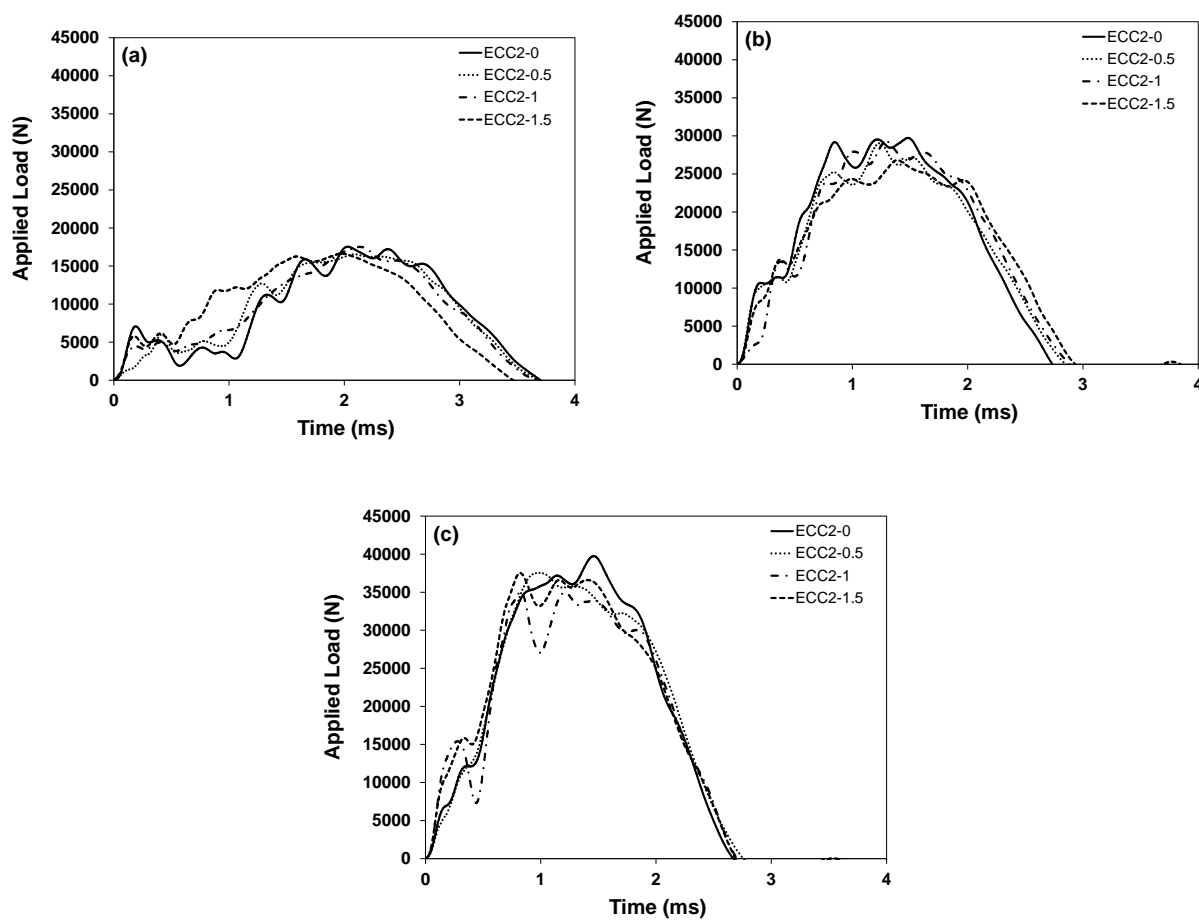 (a)
ECC2-0
ECC2-0.5
ECC2-1
ECC2-1.5
Applied Load (N)
45000
40000
35000
30000
25000
20000
15000
10000
5000
0
0 1 2 3 4
Time (ms)
(b)
ECC2-0
ECC2-0.5
ECC2-1
ECC2-1.5
Applied Load (N)
45000
40000
35000
30000
25000
20000
15000
10000
5000
0
0 1 2 3 4
Time (ms)
(c)
ECC2-0
ECC2-0.5
ECC2-1
ECC2-1.5
Applied Load (N)
45000
40000
35000
30000
25000
20000
15000
10000
5000
0
0 1 2 3 4
Time (ms)